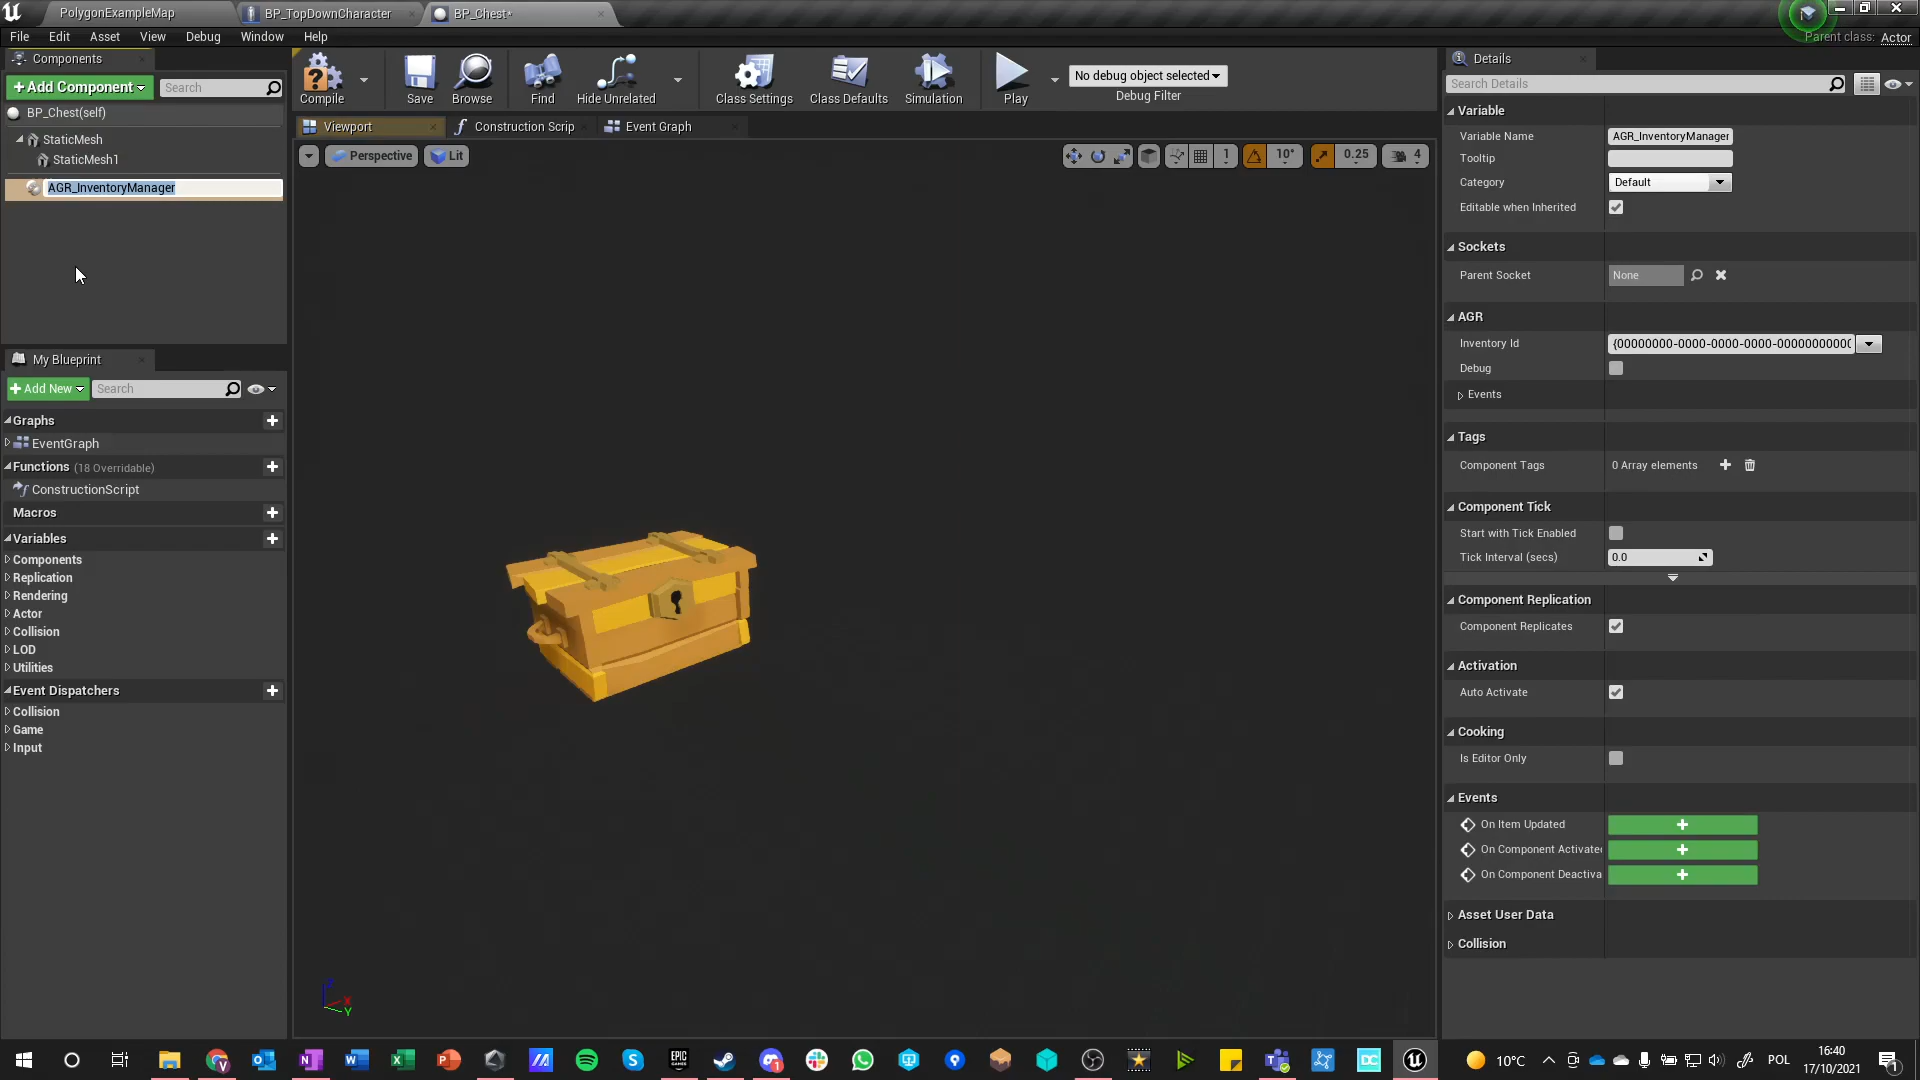 PolygonExampleMap
BP_TopDownCharacter
BP_Chest*
File Edit Asset View Debug Window Help
Parent class: Actor
Components
+Add Component
Search
BP_Chest(self)
StaticMesh
StaticMesh1
AGR_InventoryManager
Compile
Save
Browse
Find
Hide Unrelated
Class Settings
Class Defaults
Simulation
Play
No debug object selected
Debug Filter
Viewport
Construction Scrip
Event Graph
Perspective
Lit
1
10°
0.25
4
My Blueprint
+Add New
Search
Graphs
EventGraph
Functions (18 Overridable)
ConstructionScript
Macros
Variables
Components
Replication
Rendering
Actor
Collision
LOD
Utilities
Event Dispatchers
Collision
Game
Input
Z
X
Y
Details
Search Details
Variable
Variable Name AGR_InventoryManager
Tooltip
Category Default
Editable when Inherited
Sockets
Parent Socket None
AGR
Inventory Id {00000000-0000-0000-0000-00000000000
Debug
Events
Tags
Component Tags 0 Array elements
Component Tick
Start with Tick Enabled
Tick Interval (secs) 0.0
Component Replication
Component Replicates
Activation
Auto Activate
Cooking
Is Editor Only
Events
On Item Updated
On Component Activated
On Component Deactiva
Asset User Data
Collision
EPIC GAMES
DC
10°C
POL
16:40
17/10/2021
1